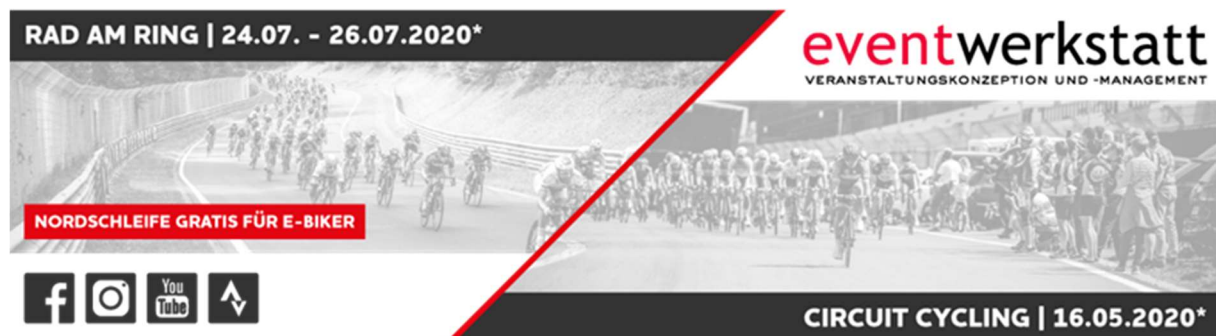 RAD AM RING | 24.07. - 26.07.2020*
eventwerkstatt
VERANSTALTUNGSKONZEPTION UND -MANAGEMENT
NORDSCHLEIFE GRATIS FÜR E-BIKER
You
Tube
CIRCUIT CYCLING | 16.05.2020*